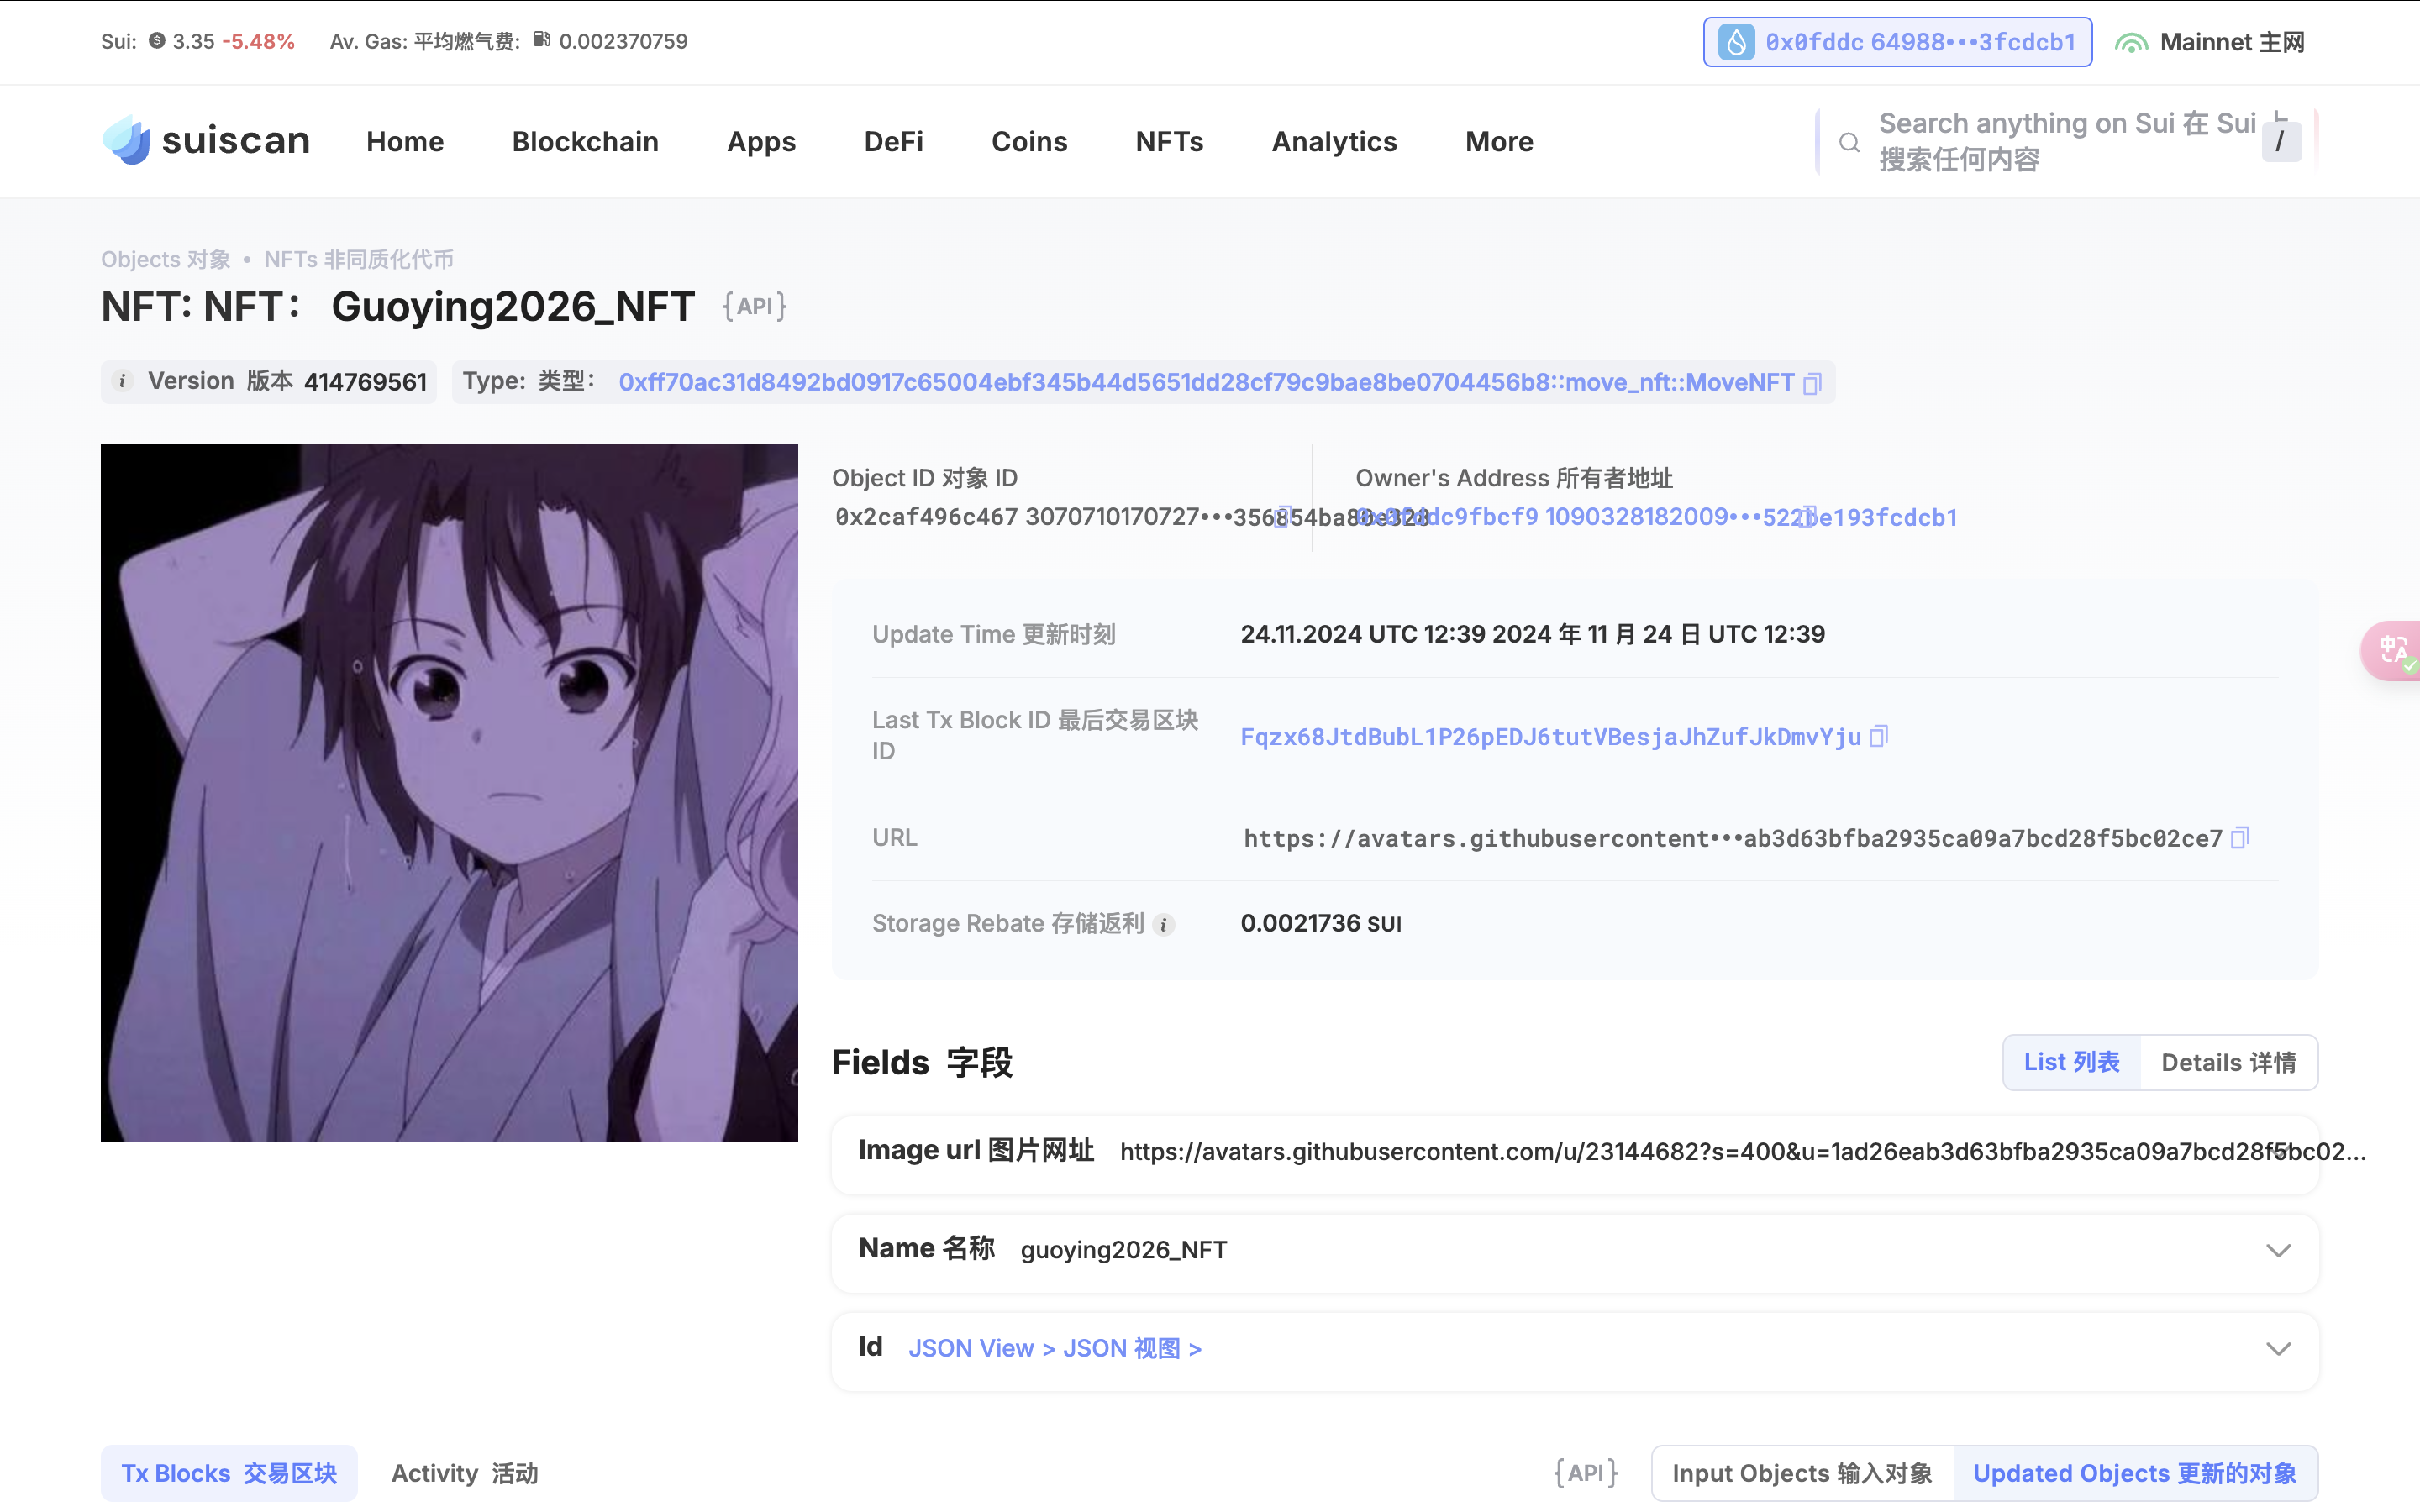 Sui: 3.35 -5.48% Av. Gas: 平均燃气费: 0.002370759
0x0fddc 64988•••3fcdcb1 Mainnet 主网
suiscan Home Blockchain Apps DeFi Coins NFTs Analytics More
Search anything on Sui 在 Sui 上
搜索任何内容
/
Objects 对象 • NFTs 非同质化代币
NFT: NFT： Guoying2026_NFT {API}
i Version 版本 414769561 Type: 类型： 0xff70ac31d8492bd0917c65004ebf345b44d5651dd28cf79c9bae8be0704456b8::move_nft::MoveNFT
Object ID 对象 ID
0x2caf496c467 3070710170727•••356854ba80e328
Owner's Address 所有者地址
0x0fddc9fbcf9 1090328182009•••522be193fcdcb1
Update Time 更新时刻 24.11.2024 UTC 12:39 2024 年 11 月 24 日 UTC 12:39
Last Tx Block ID 最后交易区块
ID
Fqzx68JtdBubL1P26pEDJ6tutVBesjaJhZufJkDmvYju
URL https://avatars.githubusercontent•••ab3d63bfba2935ca09a7bcd28f5bc02ce7
Storage Rebate 存储返利 i 0.0021736 SUI
Fields 字段
List 列表 Details 详情
Image url 图片网址 https://avatars.githubusercontent.com/u/23144682?s=400&u=1ad26eab3d63bfba2935ca09a7bcd28f5bc02...
Name 名称 guoying2026_NFT
Id JSON View > JSON 视图 >
Tx Blocks 交易区块 Activity 活动
{API} Input Objects 输入对象 Updated Objects 更新的对象
中A